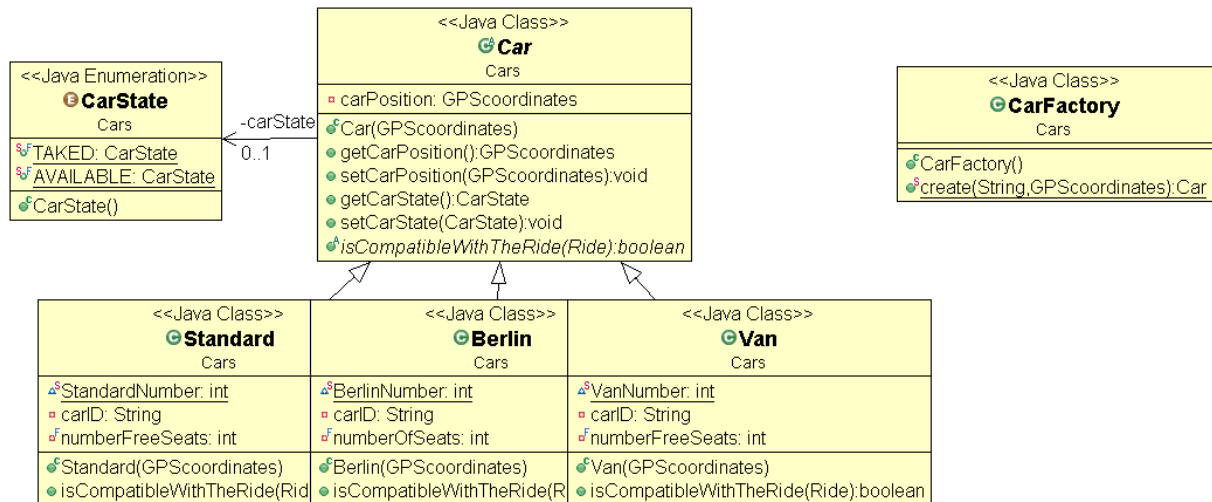 <<Java Enumeration>>
CarState
Cars
TAKED: CarState
AVAILABLE: CarState
CarState()
-carState
0..1
<<Java Class>>
Car
Cars
carPosition: GPScoordinates
Car(GPScoordinates)
getCarPosition():GPScoordinates
setCarPosition(GPScoordinates):void
getCarState():CarState
setCarState(CarState):void
isCompatibleWithTheRide(Ride):boolean
<<Java Class>>
CarFactory
Cars
CarFactory()
create(String,GPScoordinates):Car
<<Java Class>>
Standard
Cars
StandardNumber: int
carID: String
numberFreeSeats: int
Standard(GPScoordinates)
isCompatibleWithTheRide(Rid
<<Java Class>>
Berlin
Cars
BerlinNumber: int
carID: String
numberOfSeats: int
Berlin(GPScoordinates)
isCompatibleWithTheRide(R
<<Java Class>>
Van
Cars
VanNumber: int
carID: String
numberFreeSeats: int
Van(GPScoordinates)
isCompatibleWithTheRide(Ride):boolean